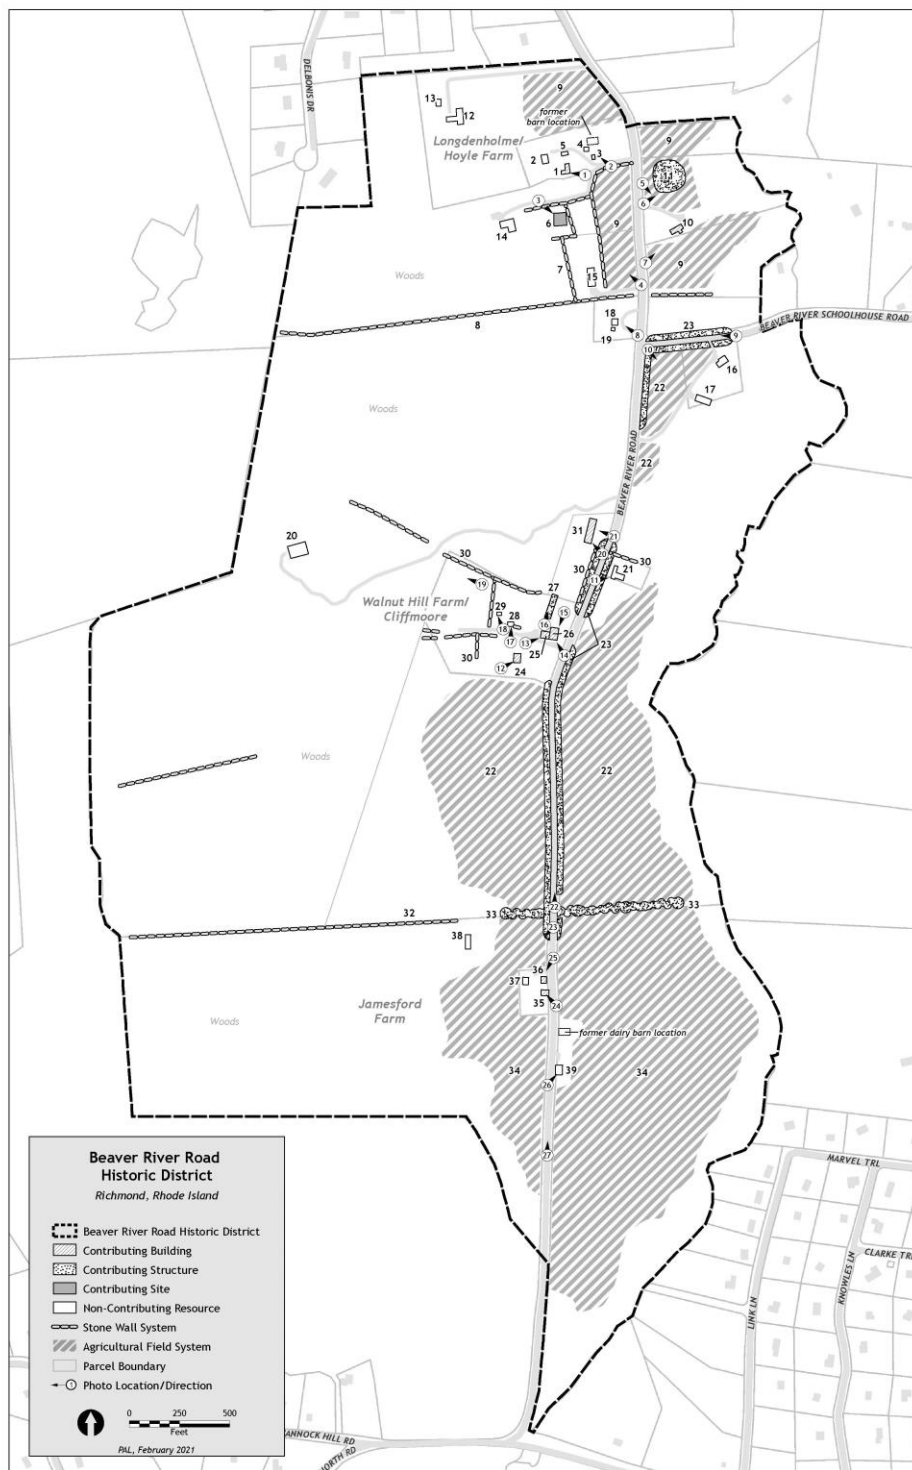 DELBONIS DR
9
13
12
former
barn location
Longdenholme/
Hoyle Farm
4
5
3
2
1
1
2
9
5
11
6
3
6
14
9
10
7
7
9
15
4
Woods
8
18
19
8
23
9
BEAVER RIVER SCHOOLHOUSE ROAD
10
16
22
17
Woods
22
BEAVER RIVER ROAD
20
31
21
20
30
30
30
21
11
19
27
Walnut Hill Farm/
Cliffmoore
29
28
15
16
18
17
13
26
14
23
30
25
12
24
Woods
22
22
32
33
22
33
23
38
25
36
37
35
24
Jamesford
Farm
Woods
former dairy barn location
34
39
34
26
27
MARVEL TRL
CLARKE TRL
KNOWLES LN
LINK LN
Beaver River Road
Historic District
Richmond, Rhode Island
Beaver River Road Historic District
Contributing Building
Contributing Structure
Contributing Site
Non-Contributing Resource
Stone Wall System
Agricultural Field System
Parcel Boundary
1 Photo Location/Direction
0 250 500
Feet
PAL, February 2021
ANNOCK HILL RD
NORTH RD